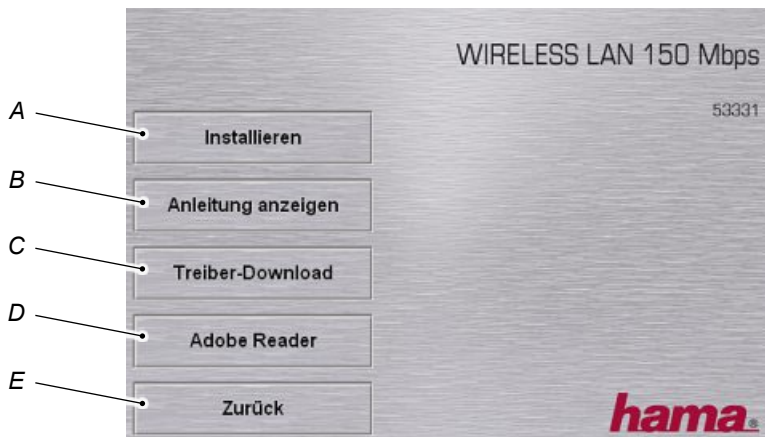 WIRELESS LAN 150 Mbps
53331
A
Installieren
B
Anleitung anzeigen
C
Treiber-Download
D
Adobe Reader
E
Zurück
hama®